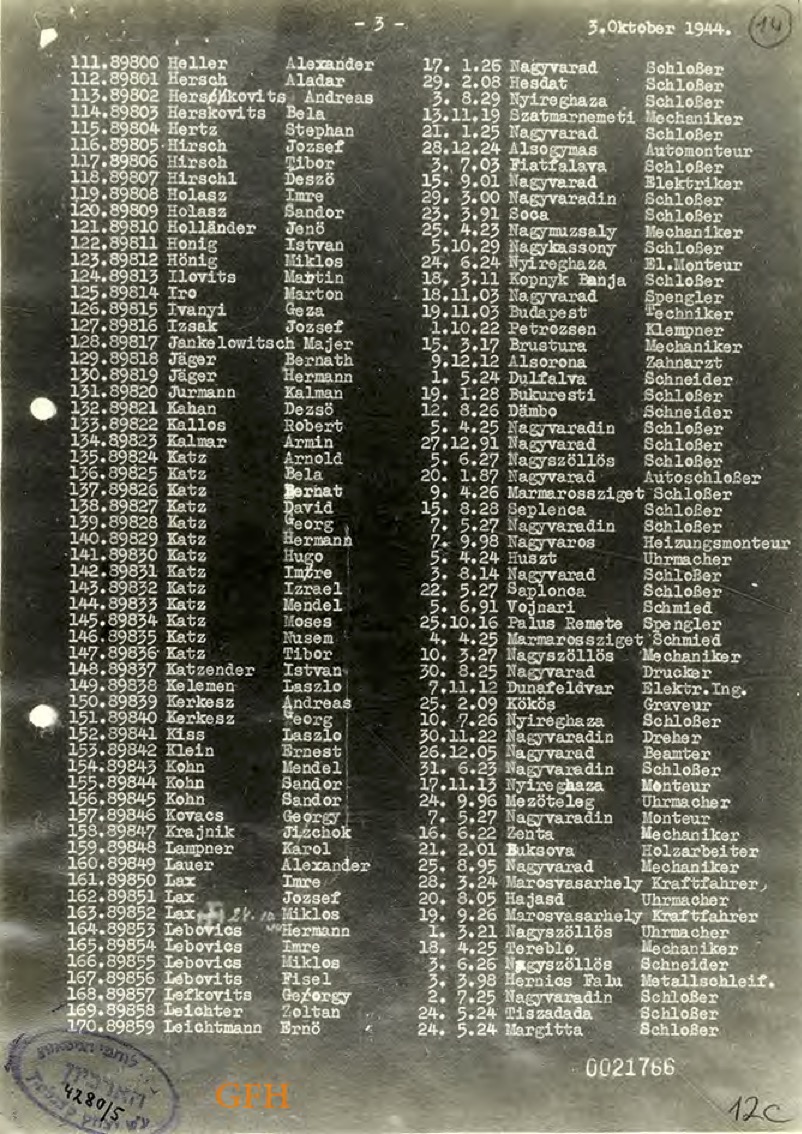 - 3 -
3.Oktober 1944.
14
111.89800 Heller Alexander 17. 1.26 Nagyvarad Schloßer
112.89801 Hersch Aladar 29. 2.08 Hesdat Schloßer
113.89802 Herschkovits Andreas 3. 8.29 Nyireghaza Schloßer
114.89803 Herskovits Bela 13.11.19 Szatmarnemeti Mechaniker
115.89804 Hertz Stephan 21. 1.25 Nagyvarad Schloßer
116.89805 Hirsch Jozsef 28.12.24 Alsogymas Automonteur
117.89806 Hirsch Tibor 3. 7.03 Fiatfalava Schloßer
118.89807 Hirschl Deszö 15. 9.01 Nagyvarad Elektriker
119.89808 Holasz Imre 29. 3.00 Nagyvaradin Schloßer
120.89809 Holasz Sandor 23. 3.91 Soca Schloßer
121.89810 Holländer Jenö 25. 4.23 Nagymuzsaly Mechaniker
122.89811 Honig Istvan 5.10.29 Nagykassony Schloßer
123.89812 Hönig Miklos 24. 6.24 Nyireghaza El.Monteur
124.89813 Ilovits Martin 18. 3.11 Kopnyk Banja Schloßer
125.89814 Iro Marton 18.11.03 Nagyvarad Spengler
126.89815 Ivanyi Geza 19.11.03 Budapest Techniker
127.89816 Izsak Jozsef 1.10.22 Petrozsen Klempner
128.89817 Jankelowitsch Majer 15. 3.17 Brustura Mechaniker
129.89818 Jäger Bernath 9.12.12 Alsorona Zahnarzt
130.89819 Jäger Hermann 1. 5.24 Dulfalva Schneider
131.89820 Jurmann Kalman 19. 1.28 Bukuresti Schloßer
132.89821 Kahan Dezsö 12. 8.26 Dämbo Schneider
133.89822 Kallos Robert 5. 4.25 Nagyvaradin Schloßer
134.89823 Kalmar Armin 27.12.91 Nagyvarad Schloßer
135.89824 Katz Arnold 5. 6.27 Nagyszöllös Schloßer
136.89825 Katz Bela 20. 1.87 Nagyvarad Autoschloßer
137.89826 Katz Bernat 9. 4.26 Marmarossziget Schloßer
138.89827 Katz David 15. 8.28 Seplenca Schloßer
139.89828 Katz Georg 7. 5.27 Nagyvaradin Schloßer
140.89829 Katz Hermann 7. 9.98 Nagyvaros Heizungsmonteur
141.89830 Katz Hugo 5. 4.24 Huszt Uhrmacher
142.89831 Katz Imre 3. 8.14 Nagyvarad Schloßer
143.89832 Katz Izrael 22. 5.27 Saplonca Schloßer
144.89833 Katz Mendel 5. 6.91 Vojnari Schmied
145.89834 Katz Moses 25.10.16 Palus Remete Spengler
146.89835 Katz Nusem 4. 4.25 Marmarossziget Schmied
147.89836 Katz Tibor 10. 3.27 Nagyszöllös Mechaniker
148.89837 Katzender Istvan 30. 8.25 Nagyvarad Drucker
149.89838 Kelemen Laszlo 7.11.12 Dunafeldvar Elektr.Ing.
150.89839 Kerkesz Andreas 25. 2.09 Kökös Graveur
151.89840 Kerkesz Georg 10. 7.26 Nyireghaza Schloßer
152.89841 Kiss Laszlo 30.11.22 Nagyvaradin Dreher
153.89842 Klein Ernest 26.12.05 Nagyvarad Beamter
154.89843 Kohn Mendel 31. 6.23 Nagyvaradin Schloßer
155.89844 Kohn Sandor 17.11.13 Nyireghaza Monteur
156.89845 Kohn Sandor 24. 9.96 Mezöteleg Uhrmacher
157.89846 Kovacs Georgy 7. 5.27 Nagyvaradin Monteur
158.89847 Krajnik Jizchok 16. 6.22 Zenta Mechaniker
159.89848 Lampner Karol 21. 2.01 Buksova Holzarbeiter
160.89849 Lauer Alexander 25. 8.95 Nagyvarad Mechaniker
161.89850 Lax Imre 28. 3.24 Marosvasarhely Kraftfahrer
162.89851 Lax Jozsef 20. 8.05 Hajasd Uhrmacher
163.89852 Lax Miklos 19. 9.26 Marosvasarhely Kraftfahrer
164.89853 Lebovics Hermann 1. 3.21 Nagyszöllös Uhrmacher
165.89854 Lebovics Imre 18. 4.25 Tereblo Mechaniker
166.89855 Lebovics Miklos 3. 6.26 Nagyszöllös Schneider
167.89856 Lebovits Fisel 3. 3.98 Hernics Falu Metallschleif.
168.89857 Lefkovits Georgy 2. 7.25 Nagyvaradin Schloßer
169.89858 Leichter Zoltan 24. 5.24 Tiszadada Schloßer
170.89859 Leichtmann Ernö 24. 5.24 Margitta Schloßer
0021766
4280/5
GFH
12c